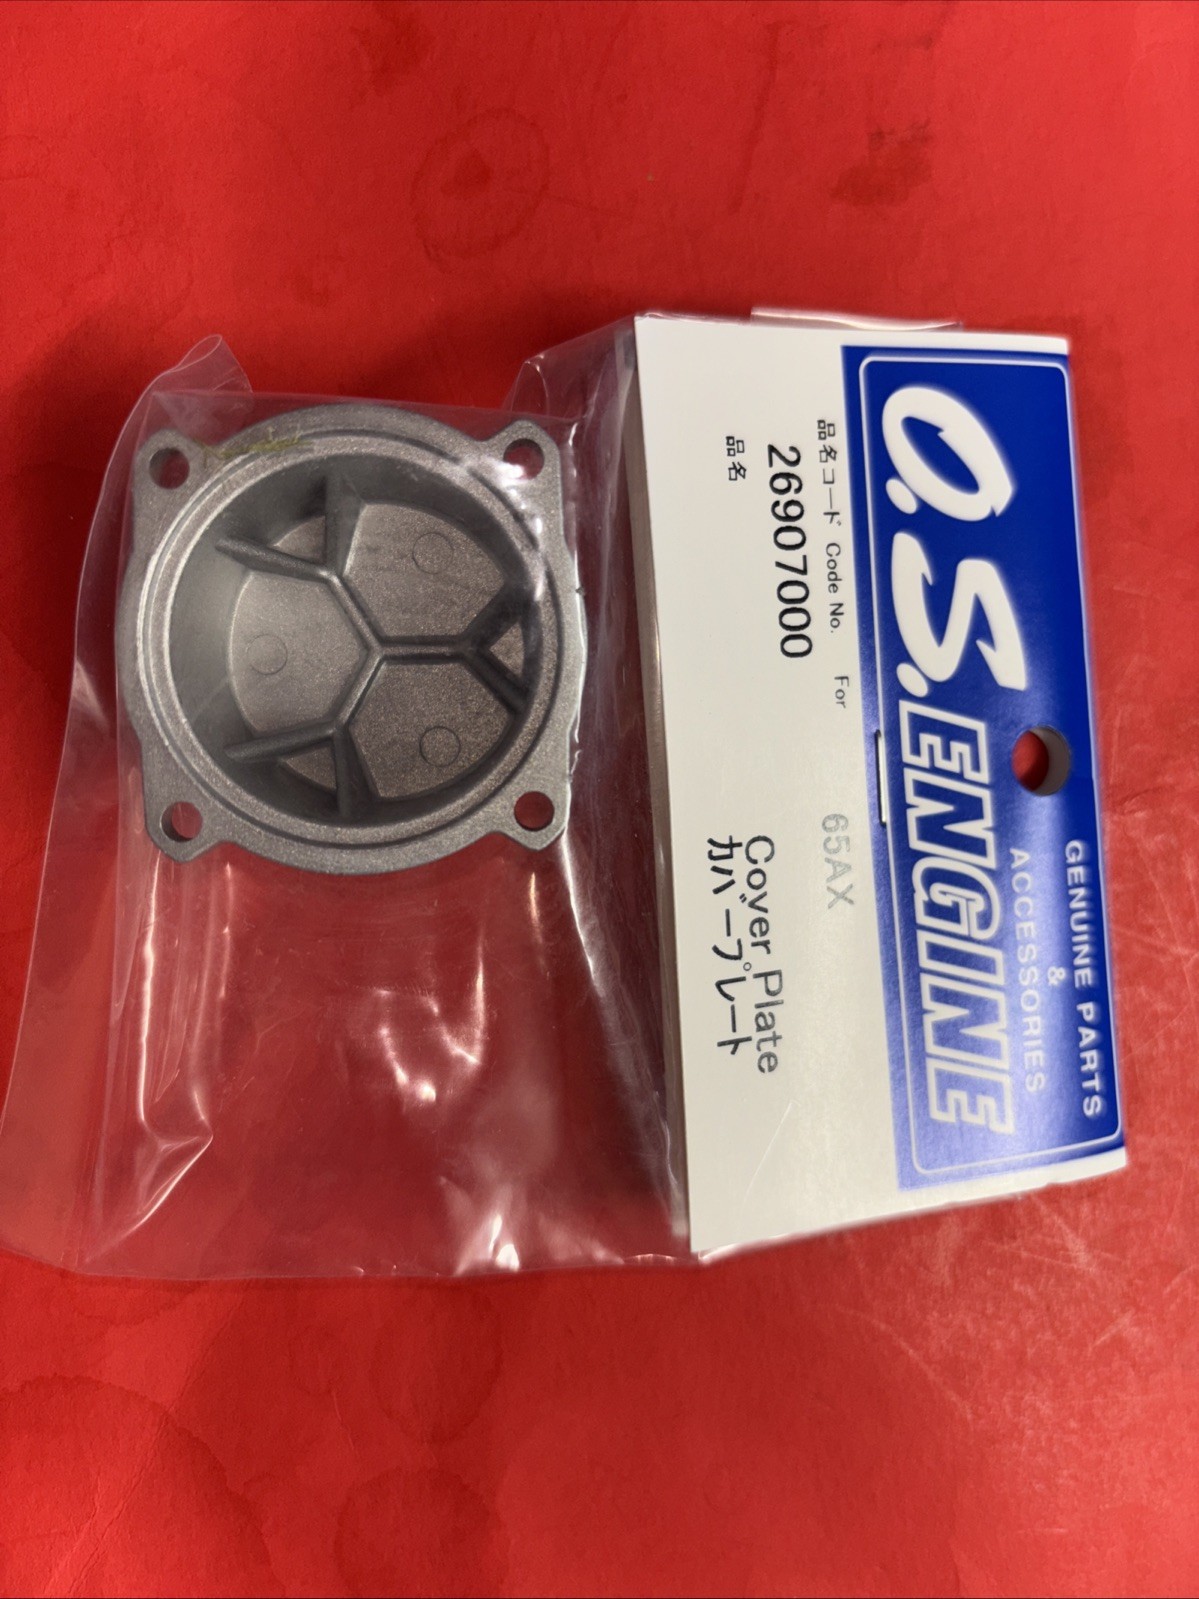 GENUINE PARTS
&
ACCESSORIES
O.S.ENGINE
品名コード Code No. For 65AX
26907000
品名 Cover Plate
カバープレート